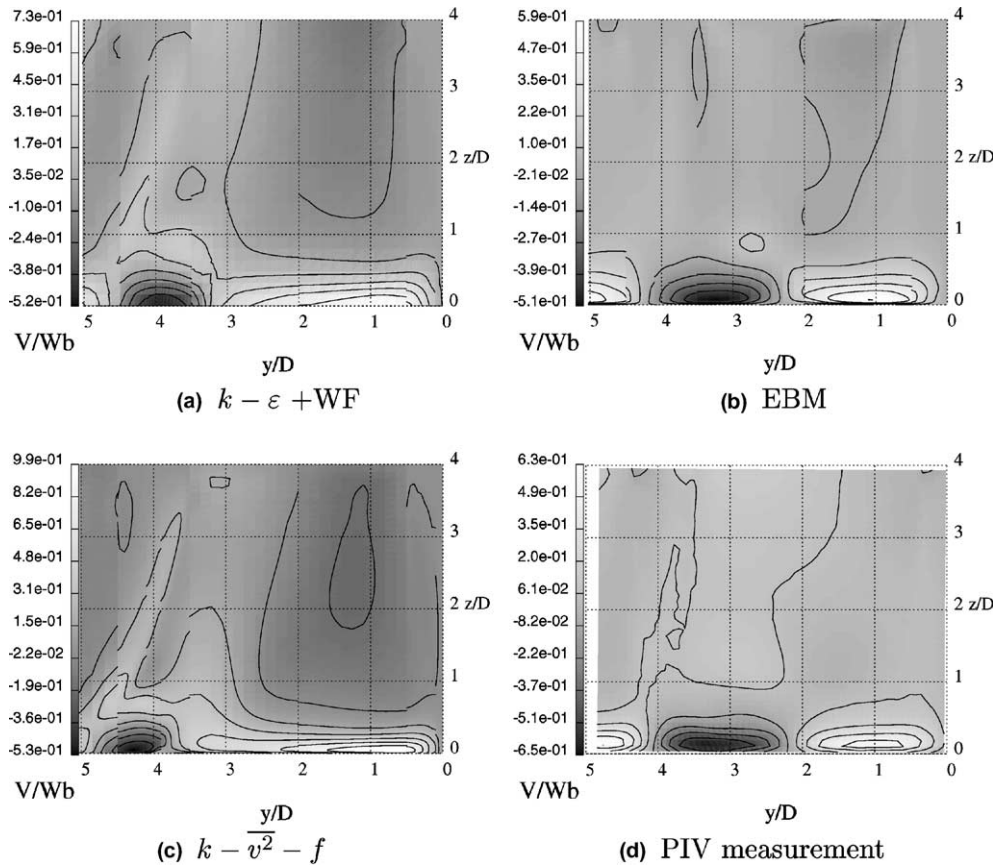 7.3e-01
5.9e-01
4.5e-01
3.1e-01
1.7e-01
3.5e-02
-1.0e-01
-2.4e-01
-3.8e-01
-5.2e-01
4
3
2 z/D
1
0
5 4 3 2 1 0
V/Wb
y/D
(a) k − ε +WF
5.7e-01
4.6e-01
3.4e-01
2.2e-01
9.9e-02
-2.1e-02
-1.4e-01
-2.7e-01
-3.9e-01
-5.1e-01
4
3
2 z/D
1
0
5 4 3 2 1 0
V/Wb
y/D
(b) EBM
9.9e-01
8.2e-01
6.5e-01
4.8e-01
3.1e-01
1.5e-01
-2.2e-02
-1.9e-01
-3.6e-01
-5.3e-01
4
3
2 z/D
1
0
5 4 3 2 1 0
V/Wb
y/D
(c) k − v̅² − f
6.3e-01
4.9e-01
3.4e-01
2.0e-01
6.0e-02
-8.2e-02
-2.2e-01
-3.7e-01
-5.1e-01
-6.5e-01
4
3
2 z/D
1
0
5 4 3 2 1 0
V/Wb
y/D
(d) PIV measurement